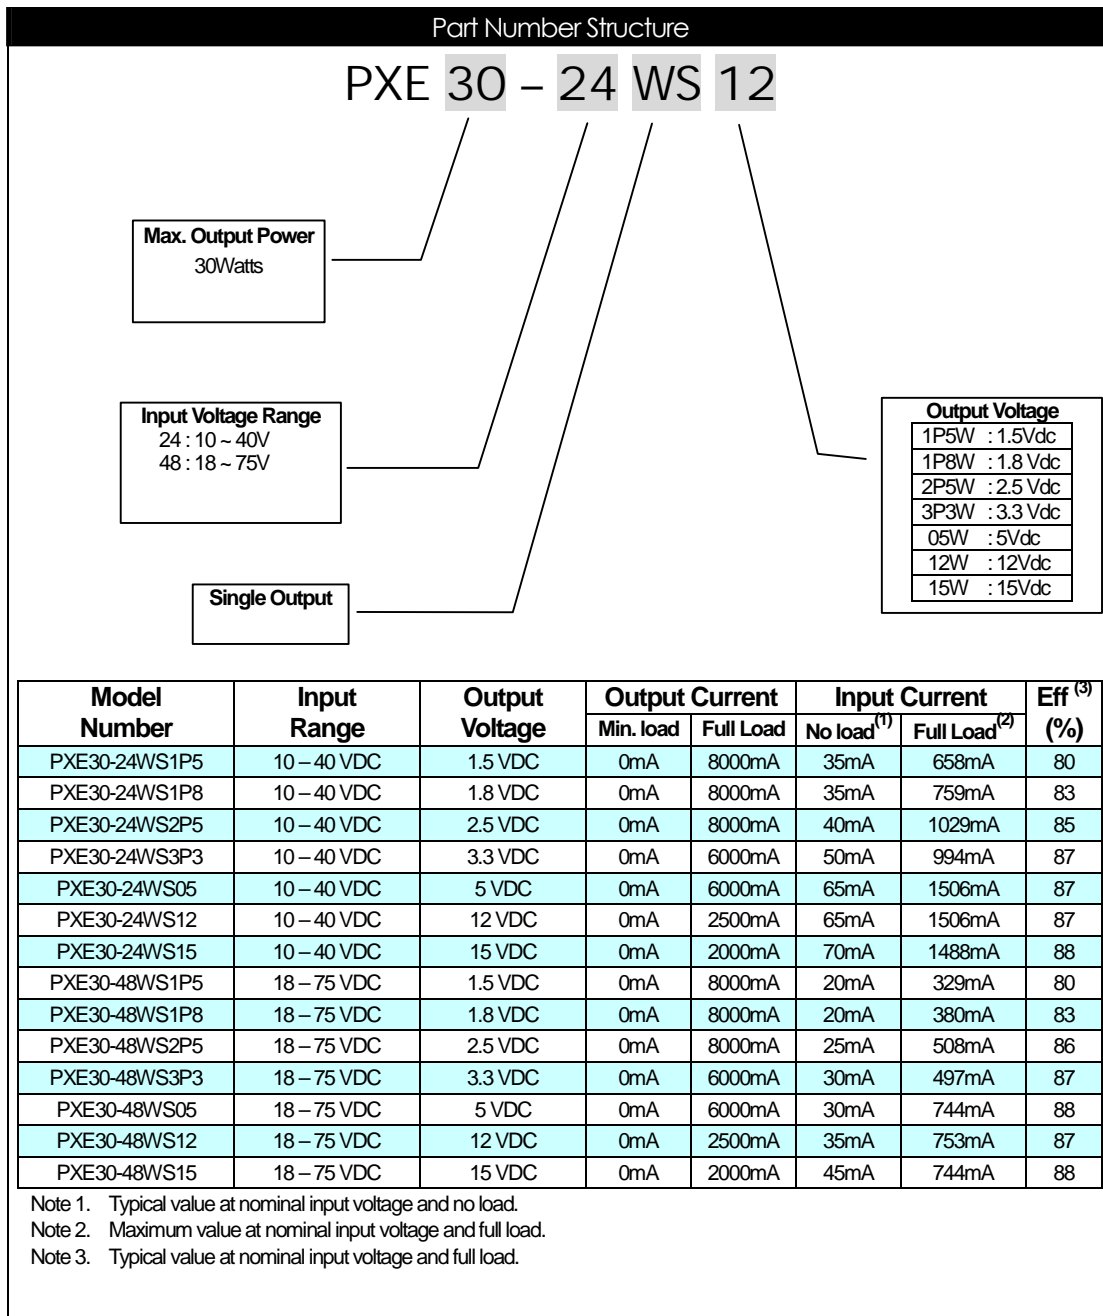 Part Number Structure
PXE 30 – 24 WS 12
Max. Output Power
30Watts
Input Voltage Range
24 : 10 ~ 40V
48 : 18 ~ 75V
Single Output
Output Voltage
1P5W : 1.5Vdc
1P8W : 1.8 Vdc
2P5W : 2.5 Vdc
3P3W : 3.3 Vdc
05W : 5Vdc
12W : 12Vdc
15W : 15Vdc
Model Number Input Range Output Voltage Output Current Input Current Eff (3) (%)
Min. load Full Load No load(1) Full Load(2)
PXE30-24WS1P5 10 – 40 VDC 1.5 VDC 0mA 8000mA 35mA 658mA 80
PXE30-24WS1P8 10 – 40 VDC 1.8 VDC 0mA 8000mA 35mA 759mA 83
PXE30-24WS2P5 10 – 40 VDC 2.5 VDC 0mA 8000mA 40mA 1029mA 85
PXE30-24WS3P3 10 – 40 VDC 3.3 VDC 0mA 6000mA 50mA 994mA 87
PXE30-24WS05 10 – 40 VDC 5 VDC 0mA 6000mA 65mA 1506mA 87
PXE30-24WS12 10 – 40 VDC 12 VDC 0mA 2500mA 65mA 1506mA 87
PXE30-24WS15 10 – 40 VDC 15 VDC 0mA 2000mA 70mA 1488mA 88
PXE30-48WS1P5 18 – 75 VDC 1.5 VDC 0mA 8000mA 20mA 329mA 80
PXE30-48WS1P8 18 – 75 VDC 1.8 VDC 0mA 8000mA 20mA 380mA 83
PXE30-48WS2P5 18 – 75 VDC 2.5 VDC 0mA 8000mA 25mA 508mA 86
PXE30-48WS3P3 18 – 75 VDC 3.3 VDC 0mA 6000mA 30mA 497mA 87
PXE30-48WS05 18 – 75 VDC 5 VDC 0mA 6000mA 30mA 744mA 88
PXE30-48WS12 18 – 75 VDC 12 VDC 0mA 2500mA 35mA 753mA 87
PXE30-48WS15 18 – 75 VDC 15 VDC 0mA 2000mA 45mA 744mA 88
Note 1. Typical value at nominal input voltage and no load.
Note 2. Maximum value at nominal input voltage and full load.
Note 3. Typical value at nominal input voltage and full load.